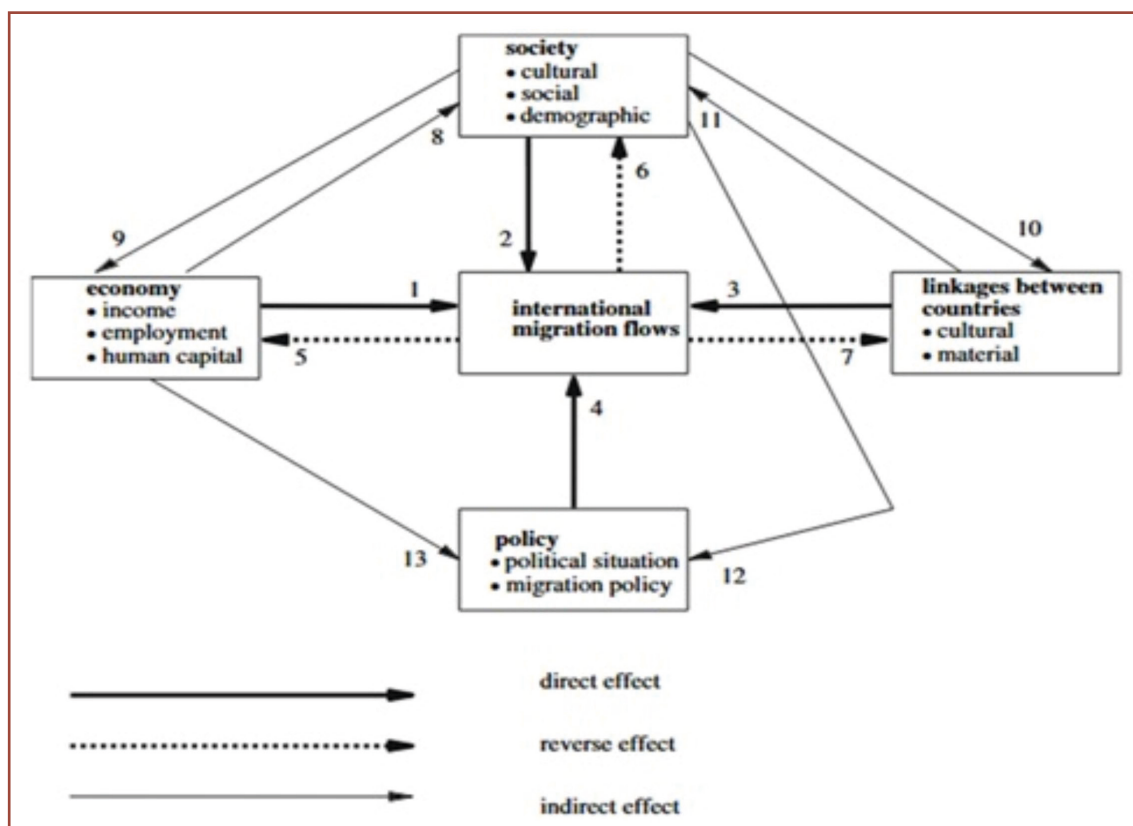 society
• cultural
• social
• demographic
8
11
6
9
2
10
economy
• income
• employment
• human capital
1
5
international
migration flows
3
7
linkages between
countries
• cultural
• material
4
policy
• political situation
• migration policy
13
12
direct effect
reverse effect
indirect effect